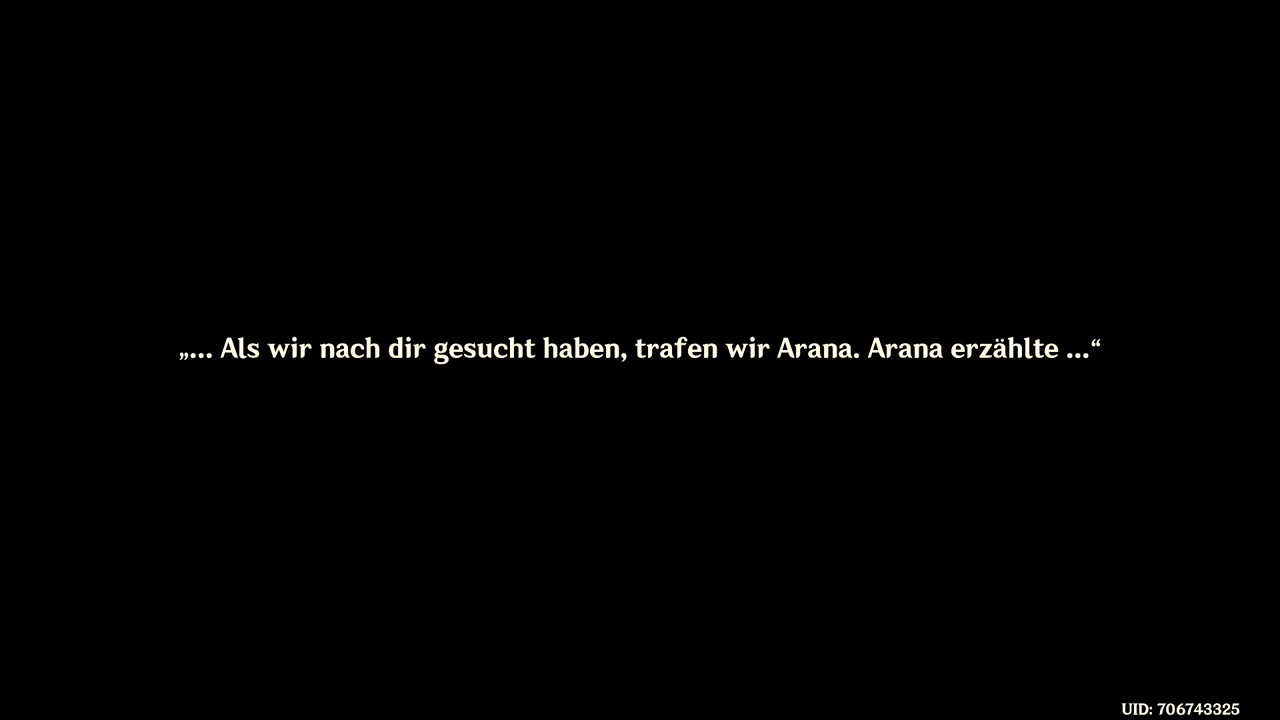 „... Als wir nach dir gesucht haben, trafen wir Arana. Arana erzählte ...“
UID: 706743325